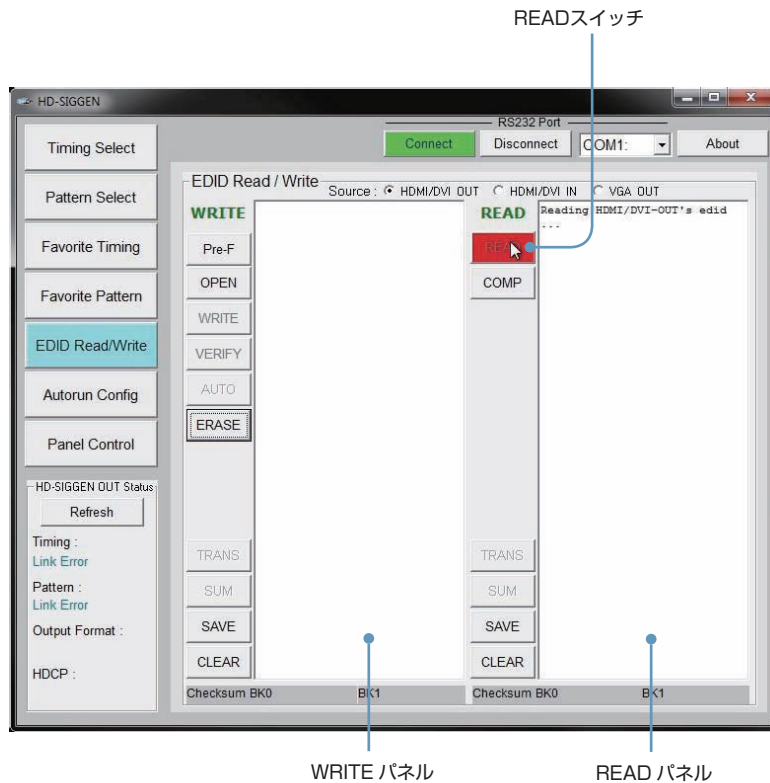 READスイッチ
HD-SIGGEN
RS232 Port
Timing Select
Connect
Disconnect
COM1:
About
EDID Read / Write
Source : HDMI/DVI OUT HDMI/DVI IN VGA OUT
Pattern Select
WRITE
READ
Reading HDMI/DVI-OUT's edid
...
Favorite Timing
Pre-F
READ
OPEN
COMP
Favorite Pattern
WRITE
EDID Read/Write
VERIFY
AUTO
Autorun Config
ERASE
Panel Control
HD-SIGGEN OUT Status
Refresh
Timing :
Link Error
TRANS
TRANS
Pattern :
SUM
SUM
Link Error
Output Format :
SAVE
SAVE
HDCP :
CLEAR
CLEAR
Checksum BK0 BK1
Checksum BK0 BK1
WRITE パネル
READ パネル